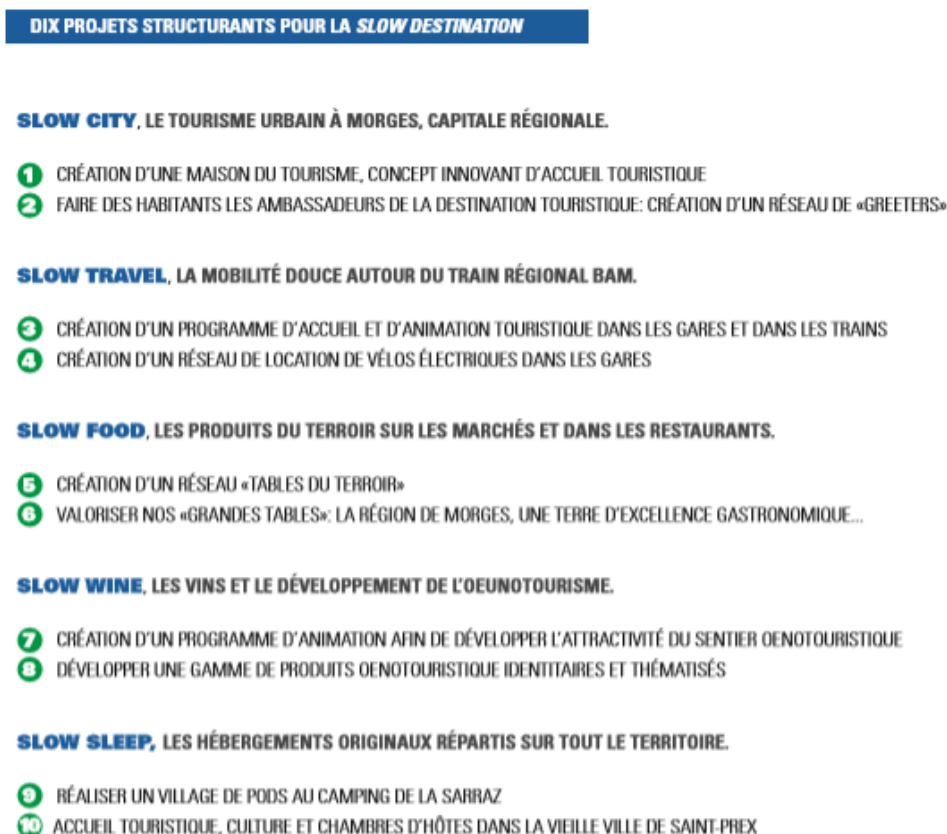 DIX PROJETS STRUCTURANTS POUR LA SLOW DESTINATION
SLOW CITY, LE TOURISME URBAIN À MORGES, CAPITALE RÉGIONALE.
1 CRÉATION D'UNE MAISON DU TOURISME, CONCEPT INNOVANT D'ACCUEIL TOURISTIQUE
2 FAIRE DES HABITANTS LES AMBASSADEURS DE LA DESTINATION TOURISTIQUE: CRÉATION D'UN RÉSEAU DE «GREETERS»
SLOW TRAVEL, LA MOBILITÉ DOUCE AUTOUR DU TRAIN RÉGIONAL BAM.
3 CRÉATION D'UN PROGRAMME D'ACCUEIL ET D'ANIMATION TOURISTIQUE DANS LES GARES ET DANS LES TRAINS
4 CRÉATION D'UN RÉSEAU DE LOCATION DE VÉLOS ÉLECTRIQUES DANS LES GARES
SLOW FOOD, LES PRODUITS DU TERROIR SUR LES MARCHÉS ET DANS LES RESTAURANTS.
5 CRÉATION D'UN RÉSEAU «TABLES DU TERROIR»
6 VALORISER NOS «GRANDES TABLES»: LA RÉGION DE MORGES, UNE TERRE D'EXCELLENCE GASTRONOMIQUE...
SLOW WINE, LES VINS ET LE DÉVELOPPEMENT DE L'OEUNOTOURISME.
7 CRÉATION D'UN PROGRAMME D'ANIMATION AFIN DE DÉVELOPPER L'ATTRACTIVITÉ DU SENTIER OENOTOURISTIQUE
8 DÉVELOPPER UNE GAMME DE PRODUITS OENOTOURISTIQUE IDENTITAIRES ET THÉMATISÉS
SLOW SLEEP, LES HÉBERGEMENTS ORIGINAUX RÉPARTIS SUR TOUT LE TERRITOIRE.
9 RÉALISER UN VILLAGE DE PODS AU CAMPING DE LA SARRAZ
10 ACCUEIL TOURISTIQUE, CULTURE ET CHAMBRES D'HÔTES DANS LA VIEILLE VILLE DE SAINT-PREX